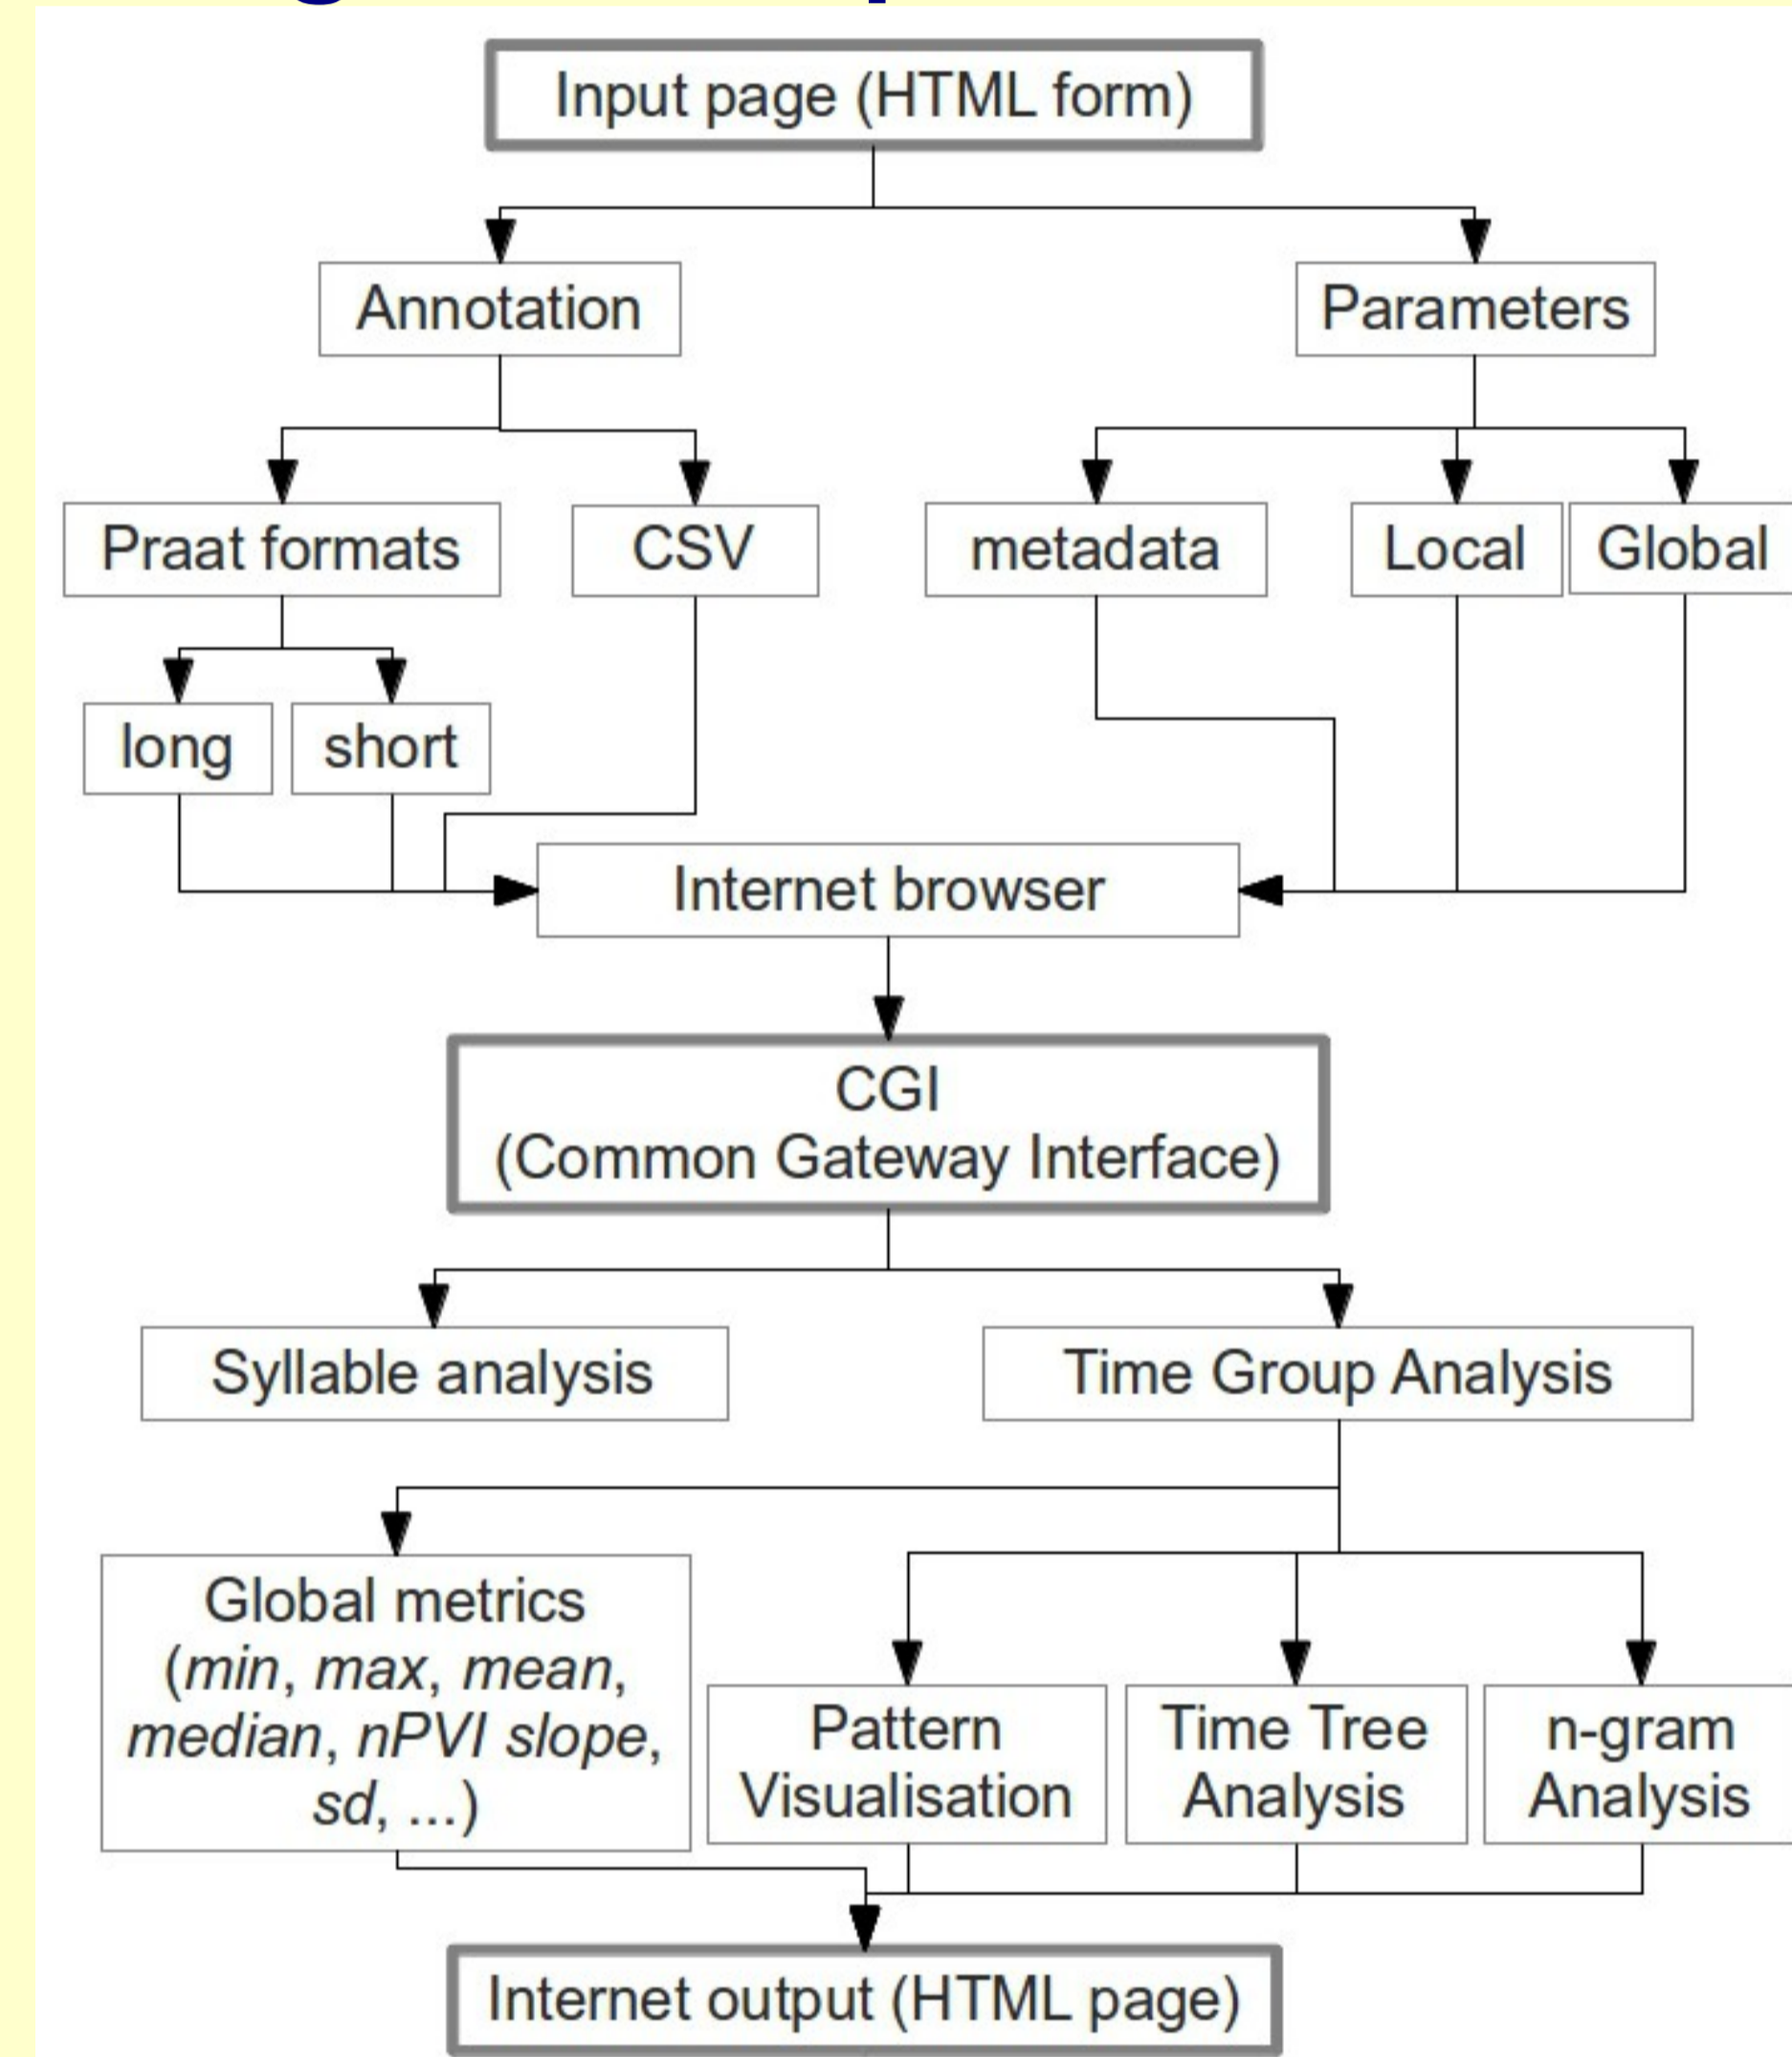 Input page (HTML form)
Annotation
Parameters
Praat formats
CSV
metadata
Local
Global
long
short
Internet browser
CGI
(Common Gateway Interface)
Syllable analysis
Time Group Analysis
Global metrics
(min, max, mean,
median, nPVI slope,
sd, ...)
Pattern
Visualisation
Time Tree
Analysis
n-gram
Analysis
Internet output (HTML page)